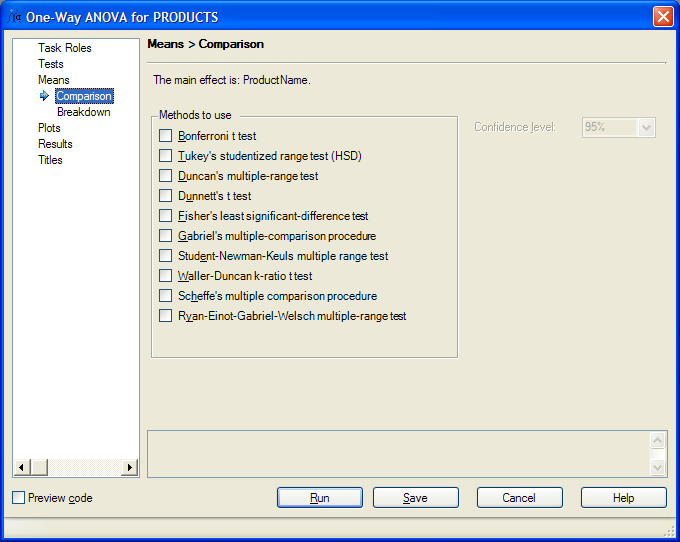 One-Way ANOVA for PRODUCTS
Task Roles
Tests
Means
Comparison
Breakdown
Plots
Results
Titles
Means > Comparison
The main effect is: ProductName.
Methods to use
Bonferroni t test
Tukey's studentized range test (HSD)
Duncan's multiple-range test
Dunnett's t test
Fisher's least significant-difference test
Gabriel's multiple-comparison procedure
Student-Newman-Keuls multiple range test
Waller-Duncan k-ratio t test
Scheffe's multiple comparison procedure
Ryan-Einot-Gabriel-Welsch multiple-range test
Confidence level: 95%
Preview code
Run Save Cancel Help